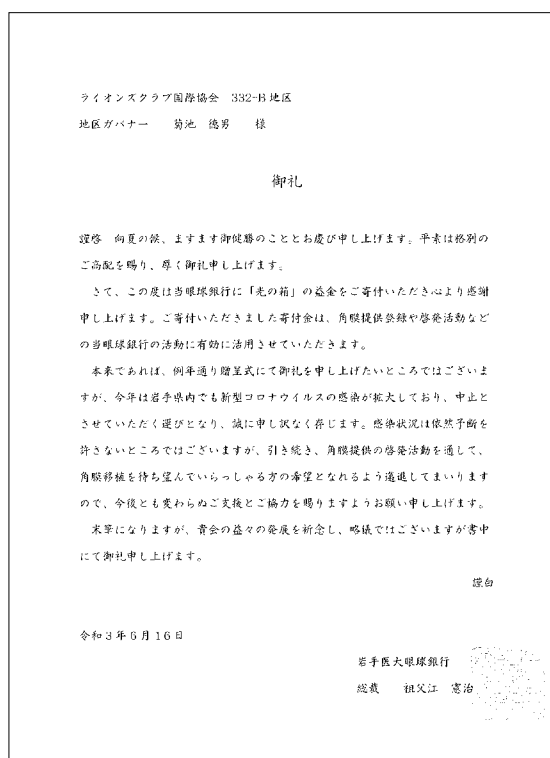 ライオンズクラブ国際協会　332-B 地区
地区ガバナー　　菊池　徳男　　様
御礼
謹啓　向夏の候、ますます御健勝のこととお慶び申し上げます。平素は格別の
ご高配を賜り、厚く御礼申し上げます。
　さて、この度は当眼球銀行に「光の箱」の益金をご寄付いただき心より感謝
申し上げます。ご寄付いただきました寄付金は、角膜提供登録や啓発活動など
の当眼球銀行の活動に有効に活用させていただきます。
　本来であれば、例年通り贈呈式にて御礼を申し上げたいところではございま
すが、今年は岩手県内でも新型コロナウイルスの感染が拡大しており、中止と
させていただく運びとなり、誠に申し訳なく存じます。感染状況は依然予断を
許さないところではございますが、引き続き、角膜提供の啓発活動を通して、
角膜移植を待ち望んでいらっしゃる方の希望となれるよう邁進してまいります
ので、今後とも変わらぬご支援とご協力を賜りますようお願い申し上げます。
　末筆になりますが、貴会の益々の発展を祈念し、略儀ではございますが書中
にて御礼申し上げます。
謹白
令和３年６月１６日
岩手医大眼球銀行
総裁　　祖父江　憲治